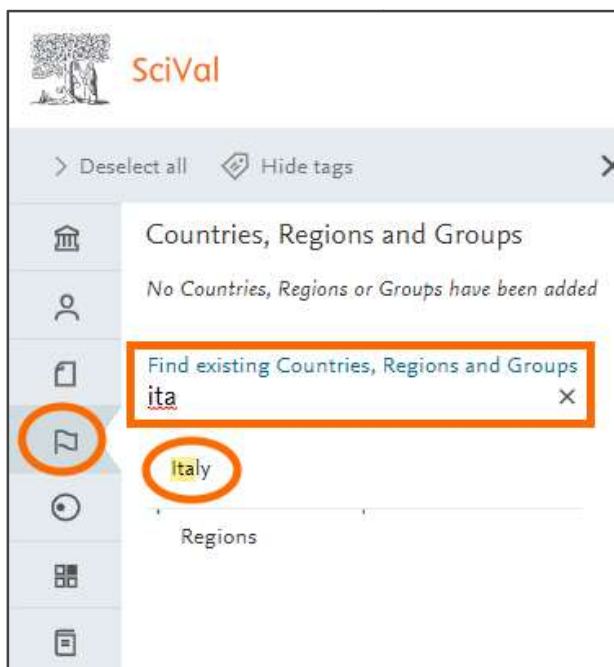 SciVal
Deselect all Hide tags
Countries, Regions and Groups
No Countries, Regions or Groups have been added
Find existing Countries, Regions and Groups
ita
Italy
Regions